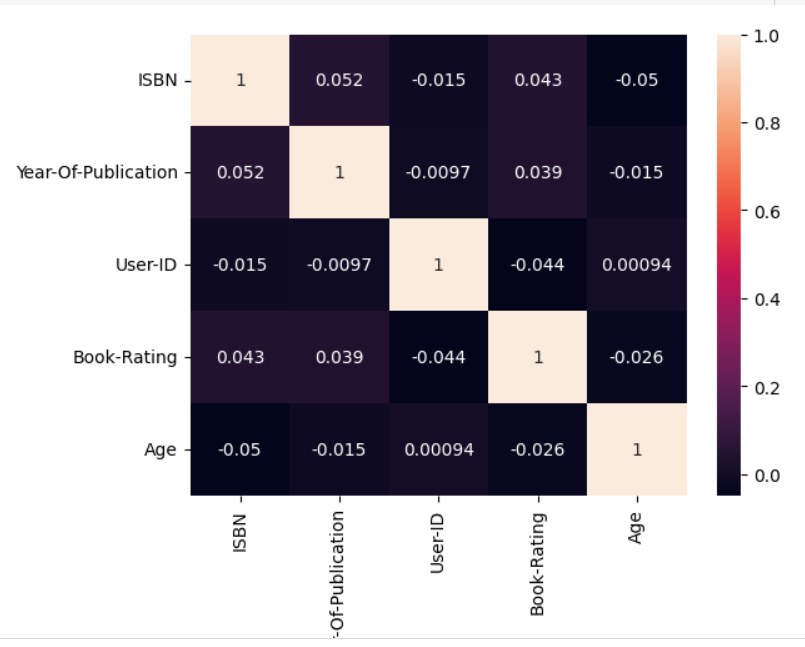 ISBN 1 0.052 -0.015 0.043 -0.05
Year-Of-Publication 0.052 1 -0.0097 0.039 -0.015
User-ID -0.015 -0.0097 1 -0.044 0.00094
Book-Rating 0.043 0.039 -0.044 1 -0.026
Age -0.05 -0.015 0.00094 -0.026 1
ISBN
-Of-Publication
User-ID
Book-Rating
Age
1.0
0.8
0.6
0.4
0.2
0.0